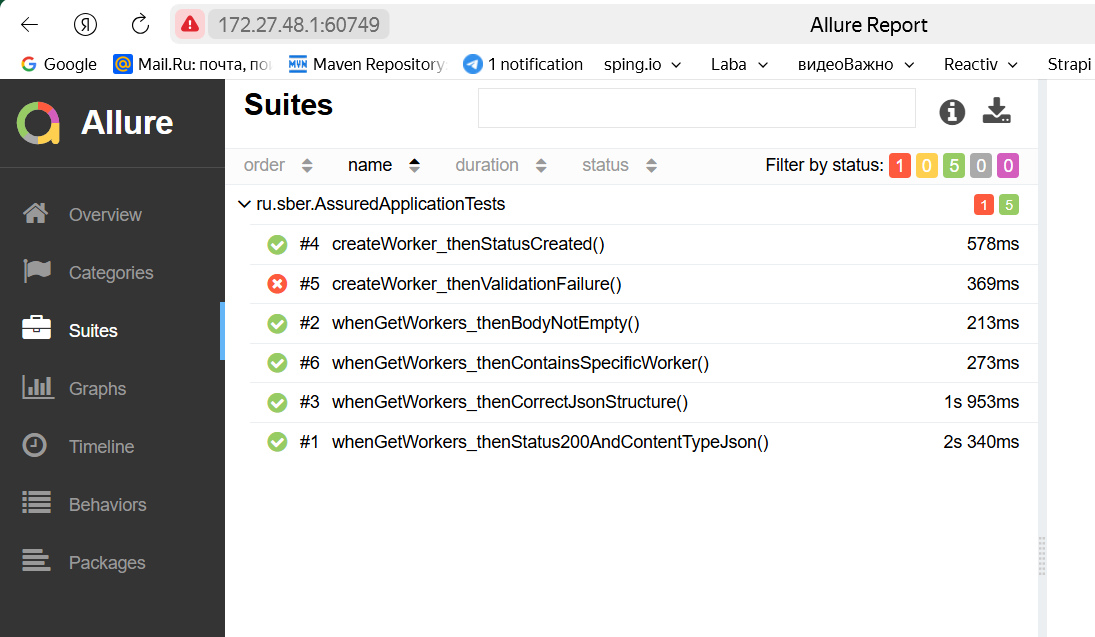 Я 172.27.48.1:60749 Allure Report
Google Mail.Ru: почта, по MVN Maven Repository 1 notification sping.io Laba видеоВажно Reactiv Strapi
Allure
Suites
order name duration status Filter by status: 1 0 5 0 0
ru.sber.AssuredApplicationTests 1 5
#4 createWorker_thenStatusCreated() 578ms
#5 createWorker_thenValidationFailure() 369ms
#2 whenGetWorkers_thenBodyNotEmpty() 213ms
#6 whenGetWorkers_thenContainsSpecificWorker() 273ms
#3 whenGetWorkers_thenCorrectJsonStructure() 1s 953ms
#1 whenGetWorkers_thenStatus200AndContentTypeJson() 2s 340ms
Overview
Categories
Suites
Graphs
Timeline
Behaviors
Packages